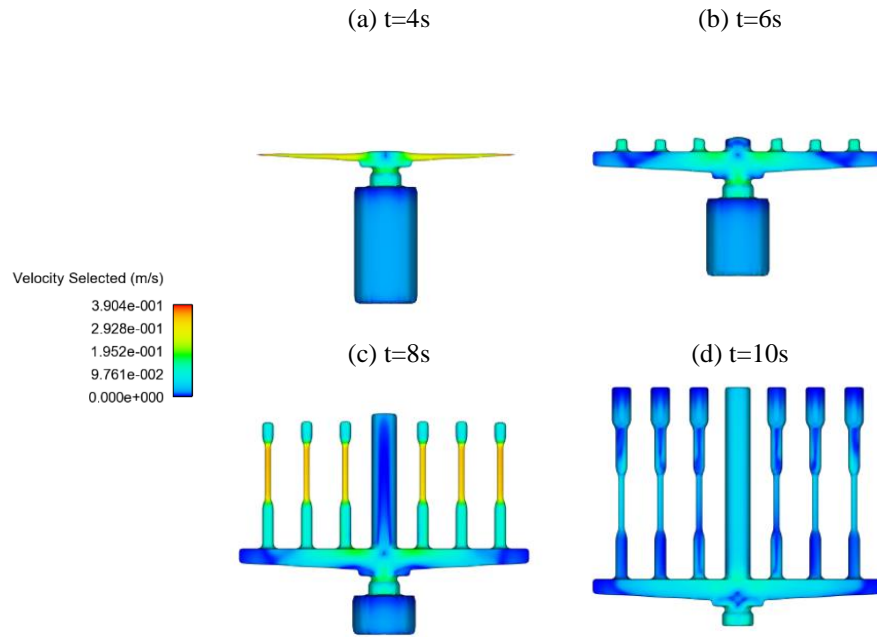 (a) t=4s
(b) t=6s
Velocity Selected (m/s)
3.904e-001
2.928e-001
1.952e-001
9.761e-002
0.000e+000
(c) t=8s
(d) t=10s